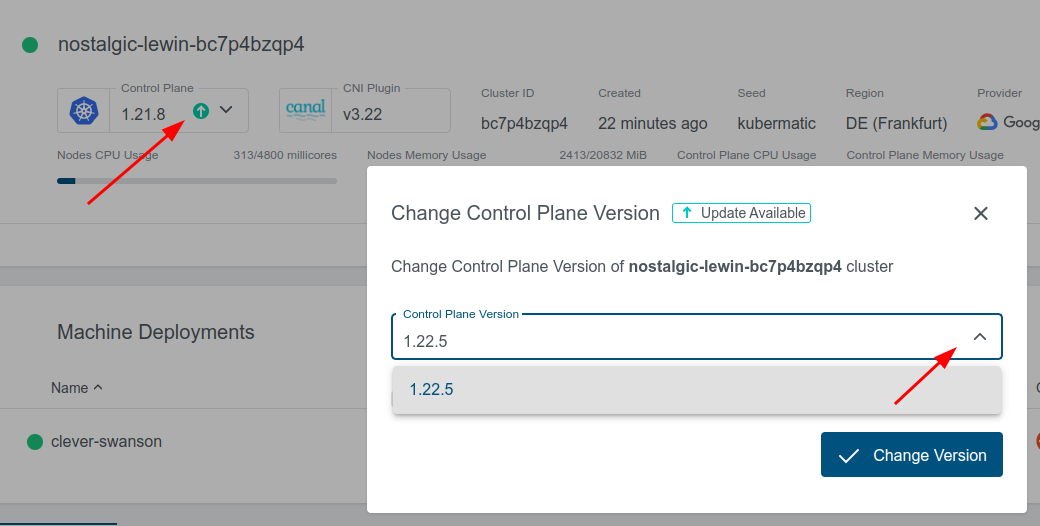 nostalgic-lewin-bc7p4bzqp4
Control Plane
1.21.8
canal
CNI Plugin
v3.22
Cluster ID
bc7p4bzqp4
Created
22 minutes ago
Seed
kubermatic
Region
DE (Frankfurt)
Provider
Goog
Nodes CPU Usage 313/4800 millicores
Nodes Memory Usage 2413/20832 MiB
Control Plane CPU Usage
Control Plane Memory Usage
Change Control Plane Version Update Available
Change Control Plane Version of nostalgic-lewin-bc7p4bzqp4 cluster
Control Plane Version
1.22.5
1.22.5
Change Version
Machine Deployments
Name
clever-swanson